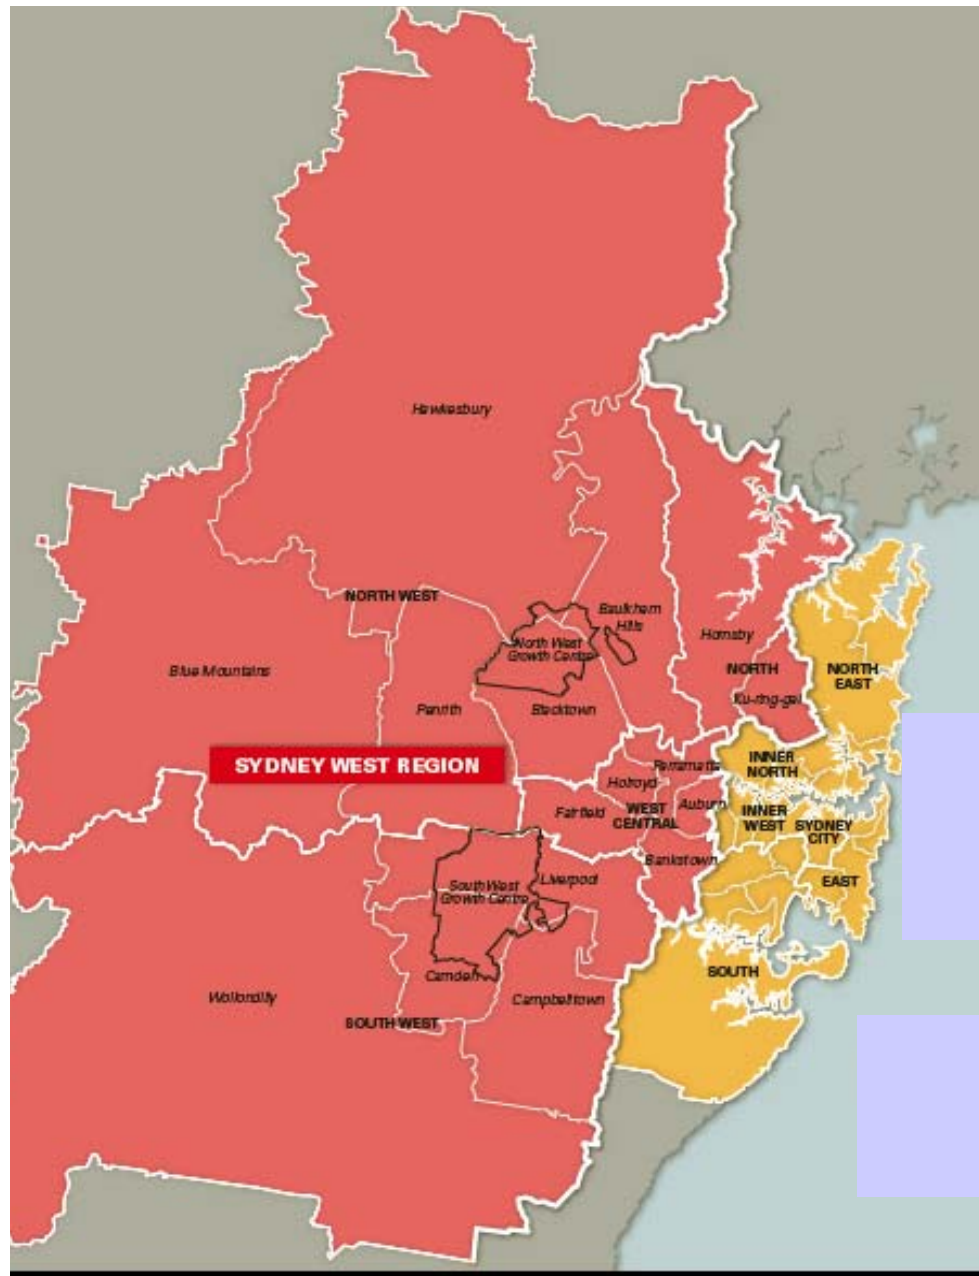 Hawkesbury
NORTH WEST
Baulkham
Hills
North West
Growth Centre
Hornsby
Blue Mountains
NORTH
NORTH
EAST
Ku-ring-gai
Penrith
Blacktown
SYDNEY WEST REGION
Parramatta
INNER
NORTH
Holroyd
Auburn
Fairfield
WEST
CENTRAL
INNER
WEST
SYDNEY
CITY
Bankstown
EAST
Liverpool
South West
Growth Centre
SOUTH
Camden
Wollondilly
Campbelltown
SOUTH WEST